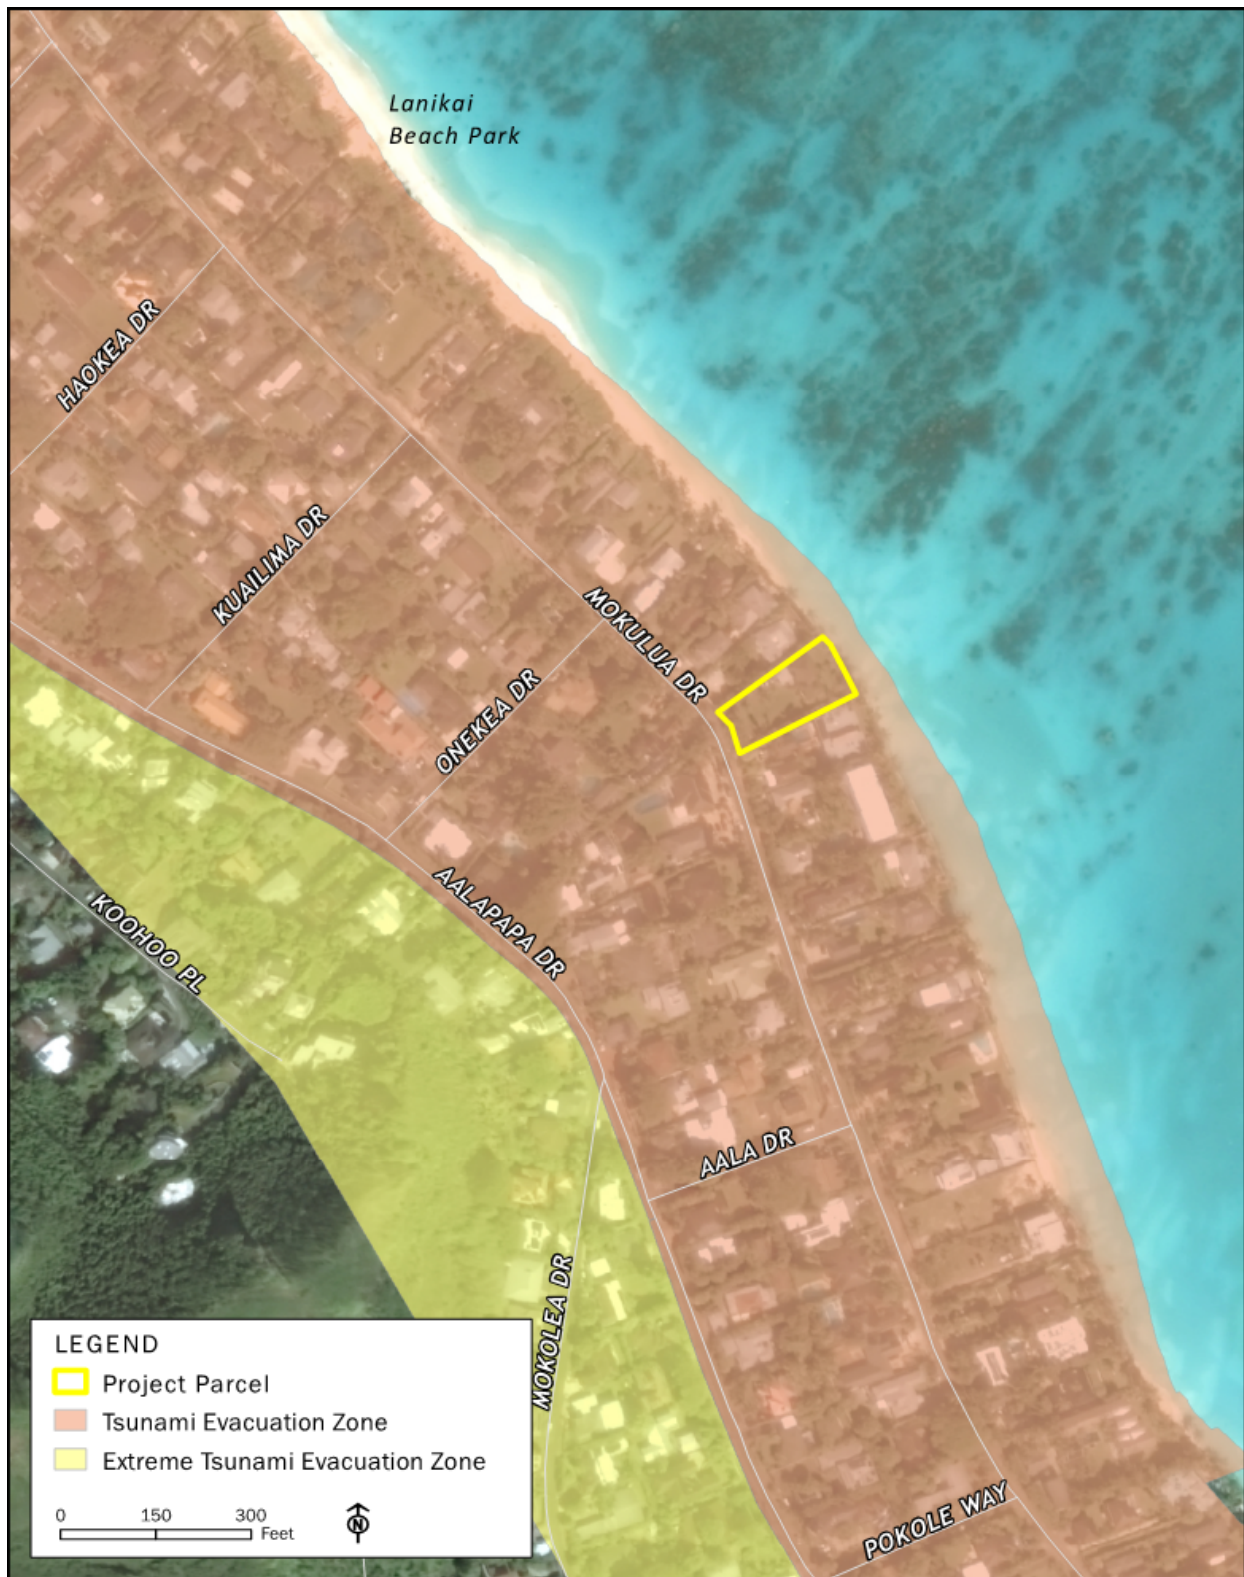 Lanikai
Beach Park
HAOKEA DR
KUAILIMA DR
MOKULUA DR
ONEKEA DR
AALAPAPA DR
KOOHOO PL
AALA DR
MOKOLEA DR
POKOLE WAY
LEGEND
Project Parcel
Tsunami Evacuation Zone
Extreme Tsunami Evacuation Zone
0 150 300
Feet
N